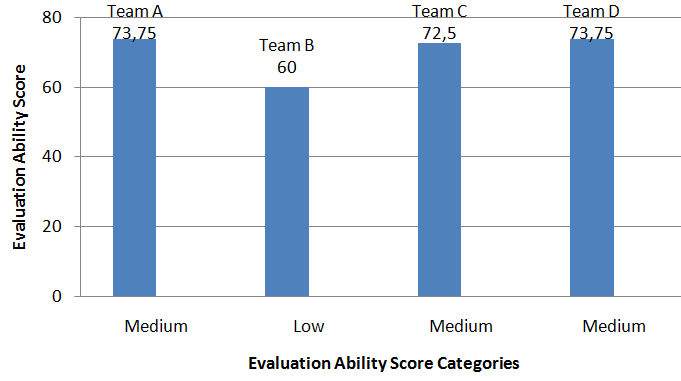 Evaluation Ability Score
80
60
40
20
0
Team A
73,75
Team B
60
Team C
72,5
Team D
73,75
Medium
Low
Medium
Medium
Evaluation Ability Score Categories